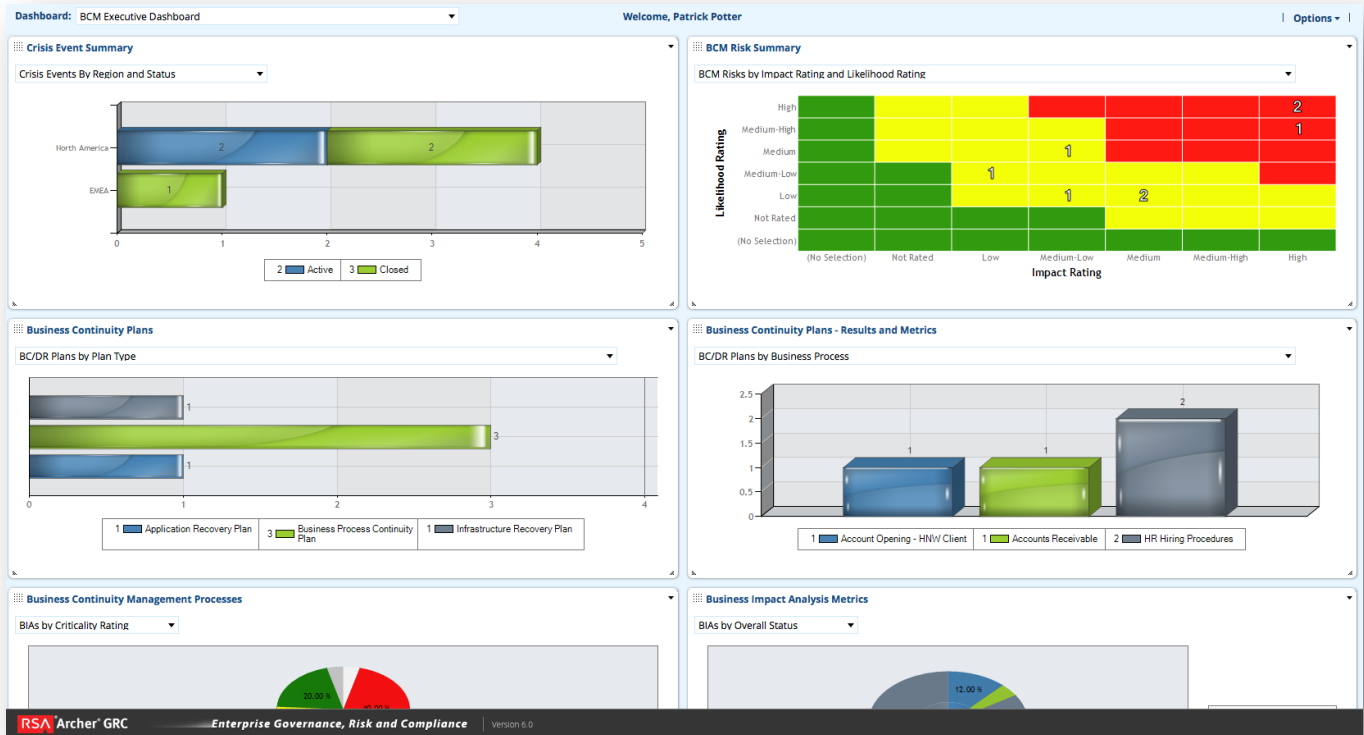 Dashboard: BCM Executive Dashboard
Welcome, Patrick Potter
Options
Crisis Event Summary
Crisis Events By Region and Status
North America
2
2
EMEA
1
0 1 2 3 4 5
2 Active 3 Closed
BCM Risk Summary
BCM Risks by Impact Rating and Likelihood Rating
Likelihood Rating
High 2
Medium-High 1
Medium 1
Medium-Low 1
Low 1 2
Not Rated
(No Selection)
(No Selection) Not Rated Low Medium-Low Medium Medium-High High
Impact Rating
Business Continuity Plans
BC/DR Plans by Plan Type
1
3
1
0 1 2 3 4
1 Application Recovery Plan 3 Business Process Continuity Plan 1 Infrastructure Recovery Plan
Business Continuity Plans - Results and Metrics
BC/DR Plans by Business Process
2.5
2
1.5
1
0.5
0
1 1 2
1 Account Opening - HNW Client 1 Accounts Receivable 2 HR Hiring Procedures
Business Continuity Management Processes
BIAs by Criticality Rating
20.00 %
Business Impact Analysis Metrics
BIAs by Overall Status
12.00 %
RSA Archer GRC Enterprise Governance, Risk and Compliance Version 6.0